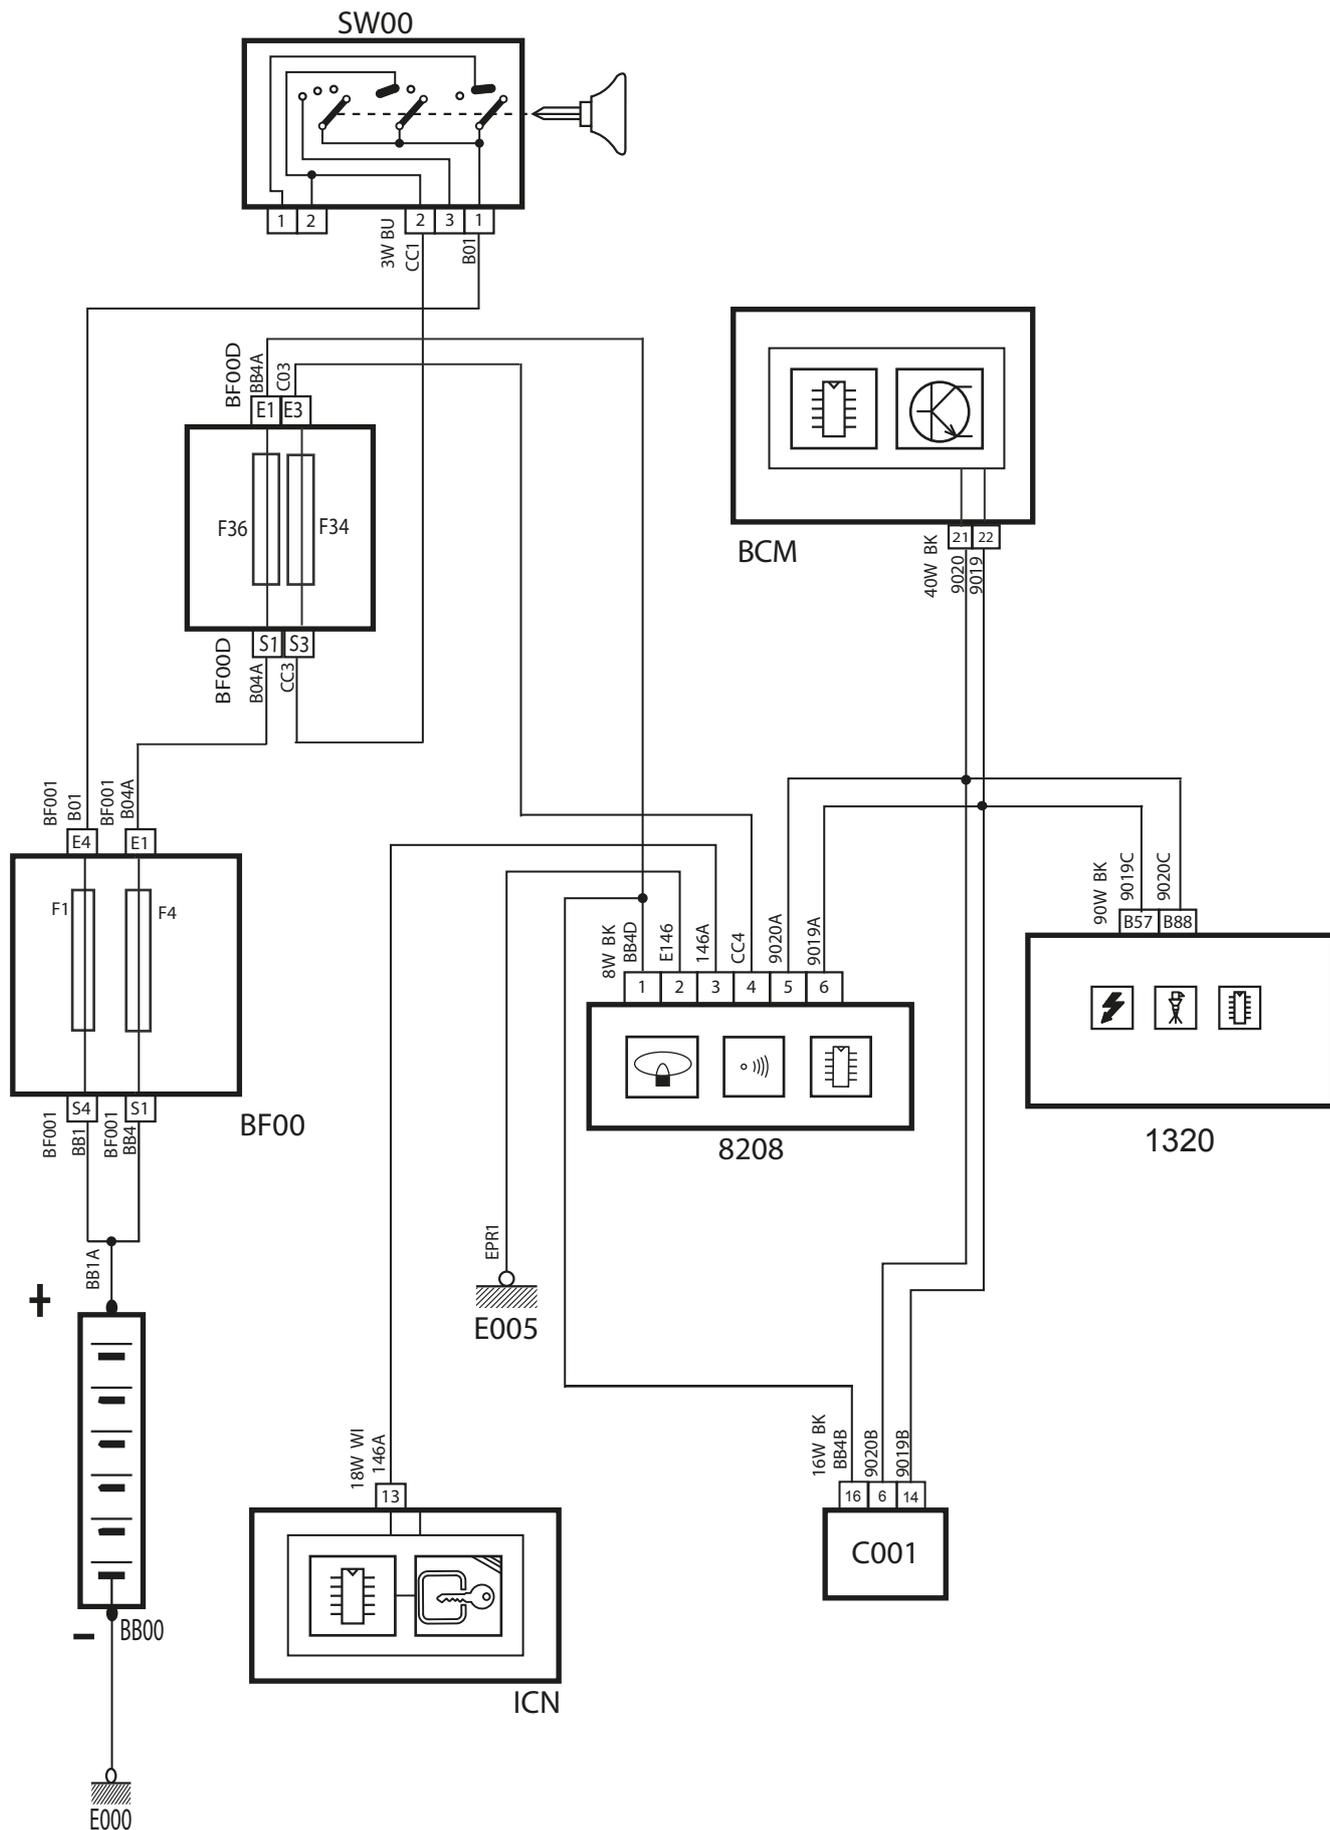 SW00
1 2
2 3 1
3W BU
CC1
B01
BF00D
BB4A
C03
E1 E3
F36 F34
S1 S3
BF00D
B04A
CC3
BCM
21 22
40W BK
9020
9019
BF001
B01
BF001
B04A
E4 E1
F1 F4
S4 S1
BF001
BB1
BF001
BB4
BF00
8W BK
BB4D
E146
146A
CC4
9020A
9019A
1 2 3 4 5 6
8208
90W BK
9019C
9020C
B57 B88
1320
BB1A
+
- BB00
E000
EPR1
E005
18W WI
146A
13
ICN
16W BK
BB4B
9020B
9019B
16 6 14
C001